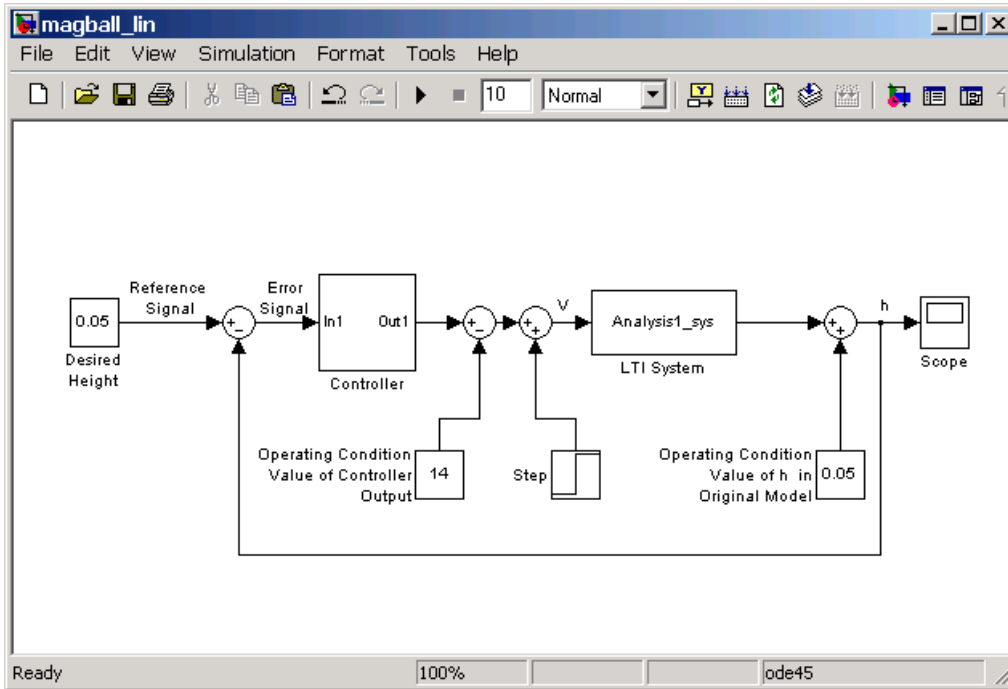 magball_lin
File Edit View Simulation Format Tools Help
10 Normal
Reference
Signal
Error
Signal
0.05
Desired
Height
In1 Out1
Controller
V
Analysis1_sys
LTI System
h
Scope
Operating Condition
Value of Controller
Output
14
Step
Operating Condition
Value of h in
Original Model
0.05
Ready 100% ode45